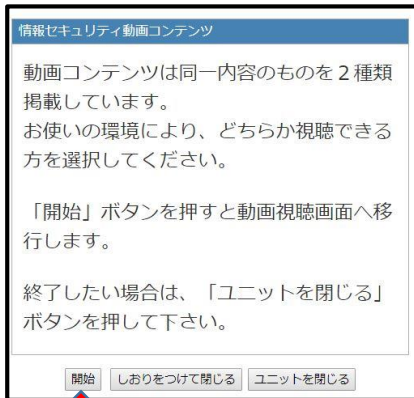 情報セキュリティ動画コンテンツ
動画コンテンツは同一内容のものを２種類
掲載しています。
お使いの環境により、どちらか視聴できる
方を選択してください。
「開始」ボタンを押すと動画視聴画面へ移
行します。
終了したい場合は、「ユニットを閉じる」
ボタンを押して下さい。
開始 しおりをつけて閉じる ユニットを閉じる